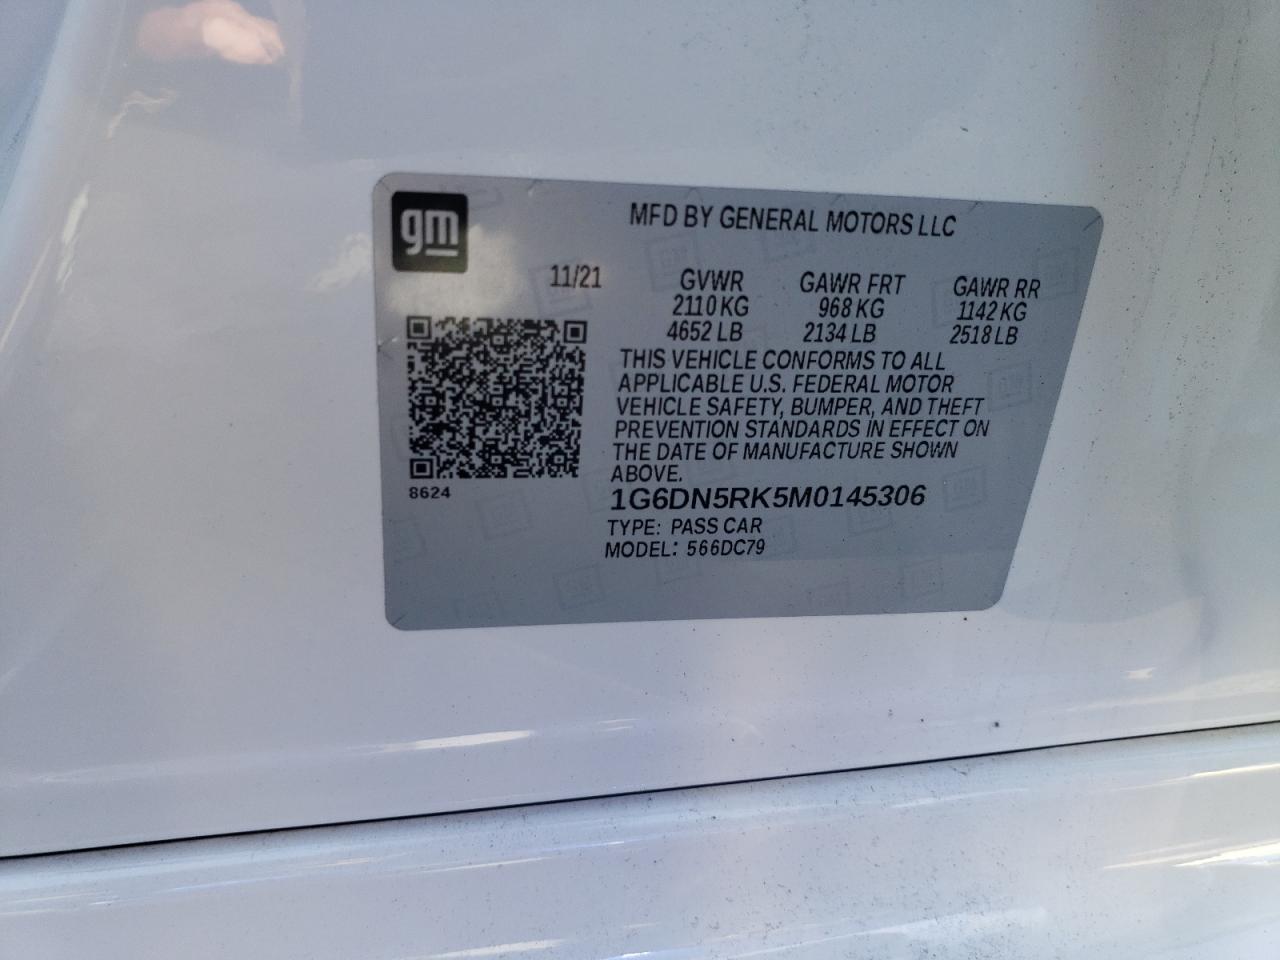 gm
MFD BY GENERAL MOTORS LLC
11/21
GVWR GAWR FRT GAWR RR
2110 KG 968 KG 1142 KG
4652 LB 2134 LB 2518 LB
THIS VEHICLE CONFORMS TO ALL
APPLICABLE U.S. FEDERAL MOTOR
VEHICLE SAFETY, BUMPER, AND THEFT
PREVENTION STANDARDS IN EFFECT ON
THE DATE OF MANUFACTURE SHOWN
ABOVE.
8624
1G6DN5RK5M0145306
TYPE: PASS CAR
MODEL: 566DC79